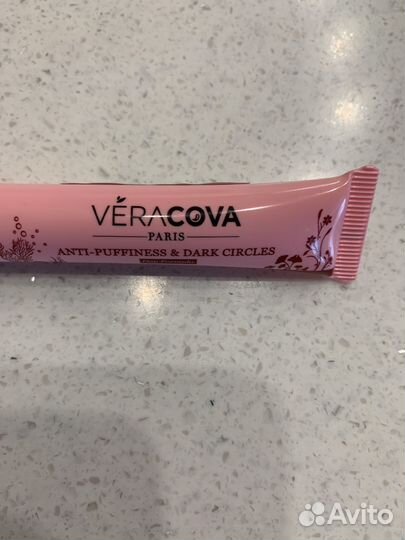 VÉRACOVA
PARIS
ANTI-PUFFINESS & DARK CIRCLES
Avito